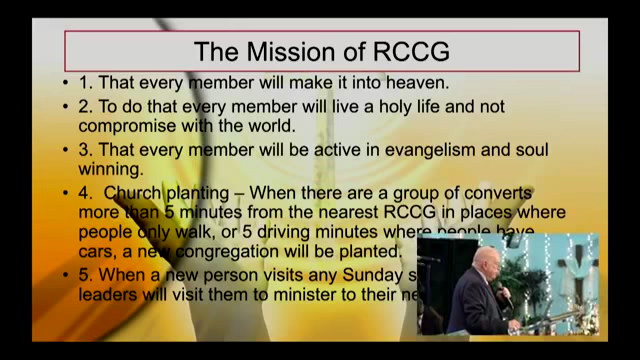 The Mission of RCCG
• 1. That every member will make it into heaven.
• 2. To do that every member will live a holy life and not
compromise with the world.
• 3. That every member will be active in evangelism and soul
winning.
• 4. Church planting – When there are a group of converts
more than 5 minutes from the nearest RCCG in places where
people only walk, or 5 driving minutes where people have
cars, a new congregation will be planted.
• 5. When a new person visits any Sunday
leaders will visit them to minister to their